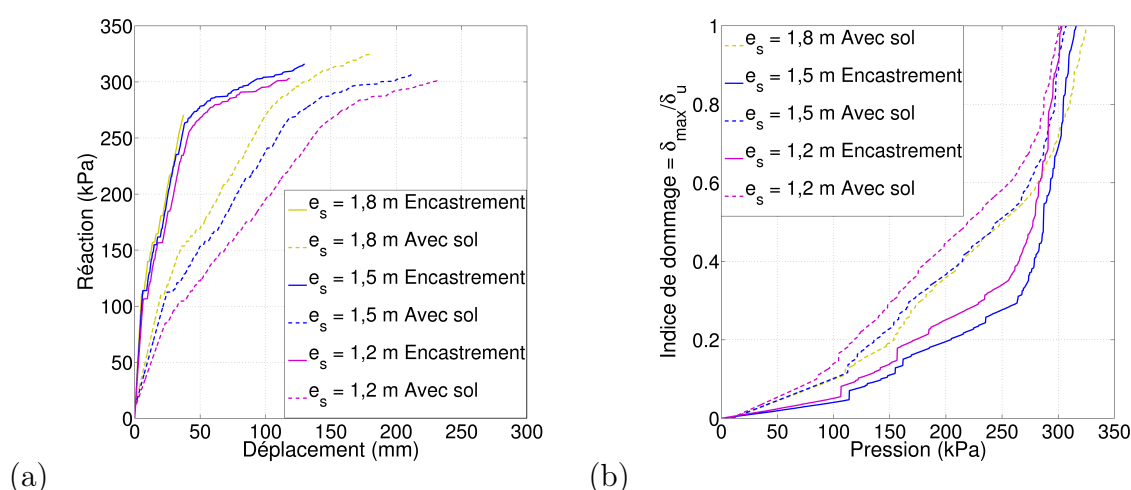 350
300
250
200
150
100
50
0
Réaction (kPa)
0 50 100 150 200 250 300
Déplacement (mm)
e_s = 1,8 m Encastrement
e_s = 1,8 m Avec sol
e_s = 1,5 m Encastrement
e_s = 1,5 m Avec sol
e_s = 1,2 m Encastrement
e_s = 1,2 m Avec sol
(a)
1
0.8
0.6
0.4
0.2
0
Indice de dommage = δ_max/δ_u
0 50 100 150 200 250 300 350
Pression (kPa)
e_s = 1,8 m Avec sol
e_s = 1,5 m Encastrement
e_s = 1,5 m Avec sol
e_s = 1,2 m Encastrement
e_s = 1,2 m Avec sol
(b)